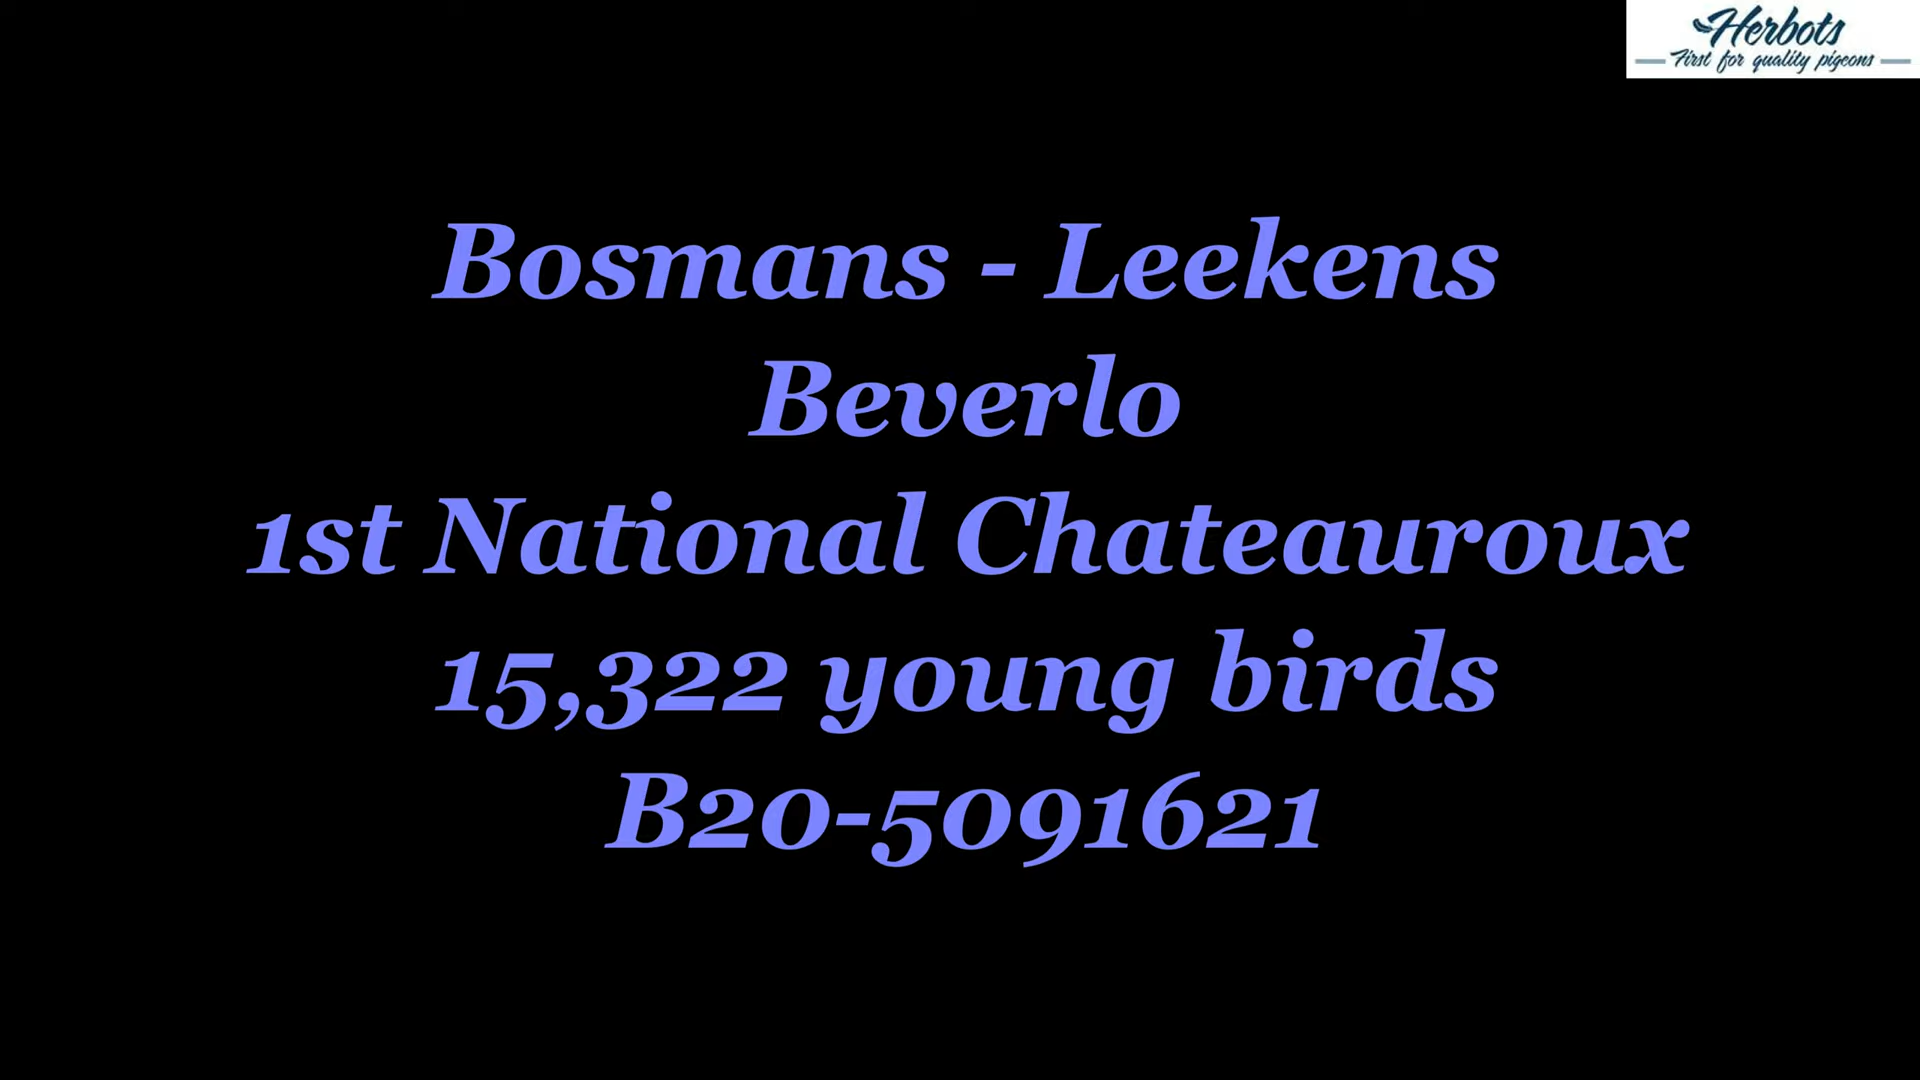 Herbots
First for quality pigeons
Bosmans - Leekens
Beverlo
1st National Chateauroux
15,322 young birds
B20-5091621